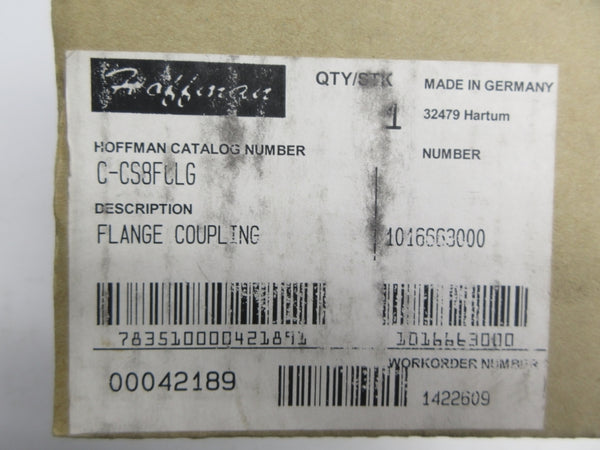 Hoffman
QTY/STK
MADE IN GERMANY
1
32479 Hartum
HOFFMAN CATALOG NUMBER
NUMBER
C-CS8FCLG
DESCRIPTION
FLANGE COUPLING
1016663000
783510000421891
1016663000
WORKORDER NUMBER
00042189
1422609